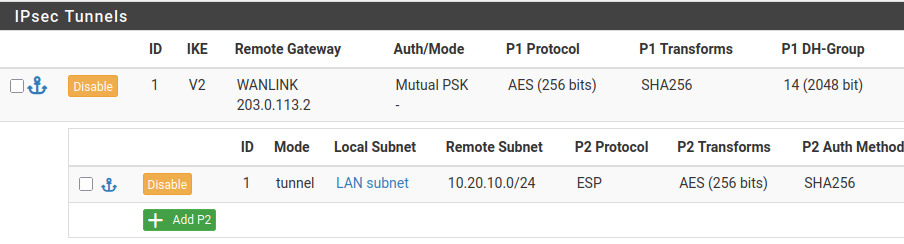 IPsec Tunnels
ID IKE Remote Gateway Auth/Mode P1 Protocol P1 Transforms P1 DH-Group
Disable 1 V2 WANLINK Mutual PSK AES (256 bits) SHA256 14 (2048 bit)
203.0.113.2 -
ID Mode Local Subnet Remote Subnet P2 Protocol P2 Transforms P2 Auth Method
Disable 1 tunnel LAN subnet 10.20.10.0/24 ESP AES (256 bits) SHA256
Add P2